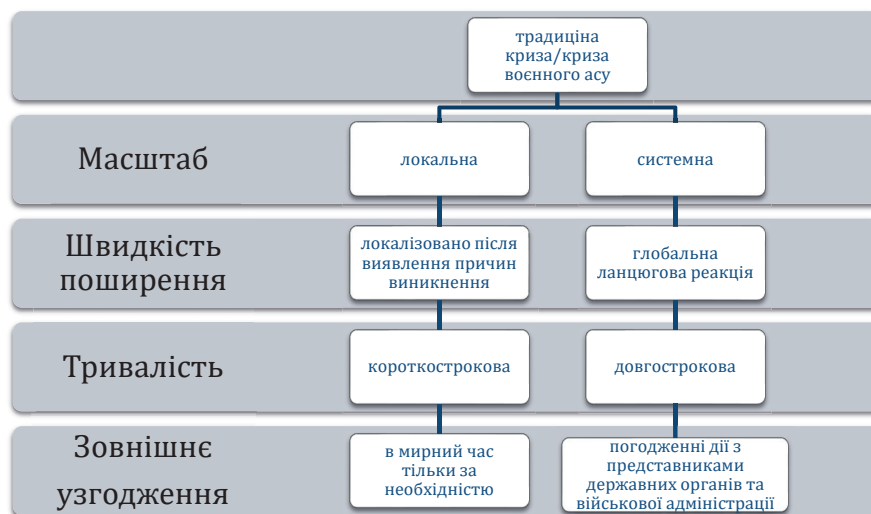 традиціна
криза/криза
воєнного асу
Масштаб
локальна
системна
Швидкість
поширення
локалізовано після
виявлення причин
виникнення
глобальна
ланцюгова реакція
Тривалість
короткострокова
довгострокова
Зовнішнє
узгодження
в мирний час
тільки за
необхідністю
погодженні дії з
представниками
державних органів та
військової адміністрації